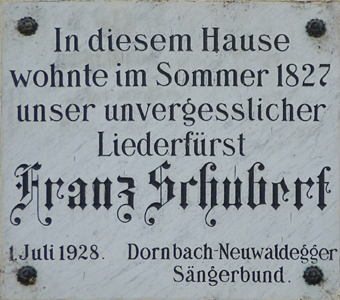 In diesem Hause
wohnte im Sommer 1827
unser unvergesslicher
Liederfürst
Franz Schubert
1. Juli 1928. Dornbach-Neuwaldegger
Sängerbund.